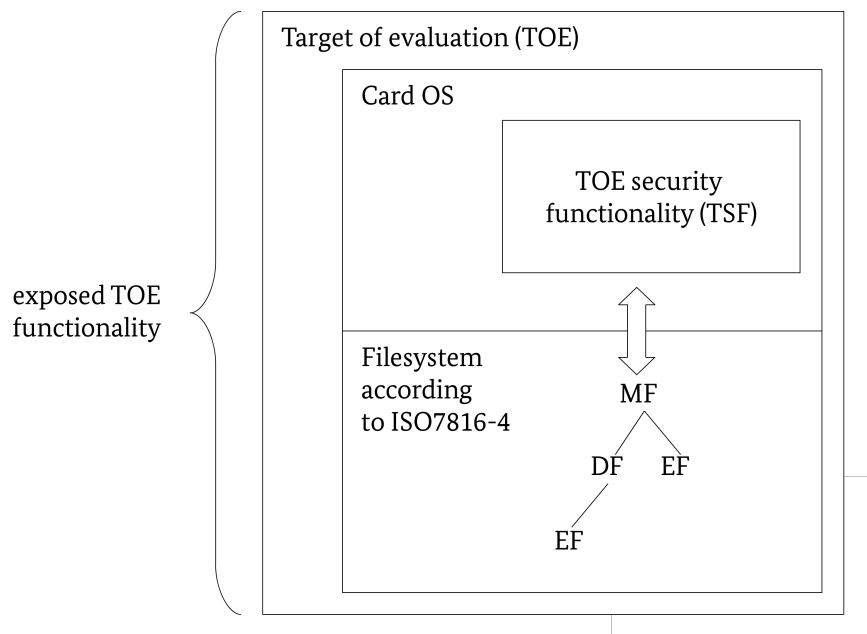 Target of evaluation (TOE)
Card OS
TOE security
functionality (TSF)
exposed TOE
functionality
Filesystem
according
to ISO7816-4
MF
DF EF
EF